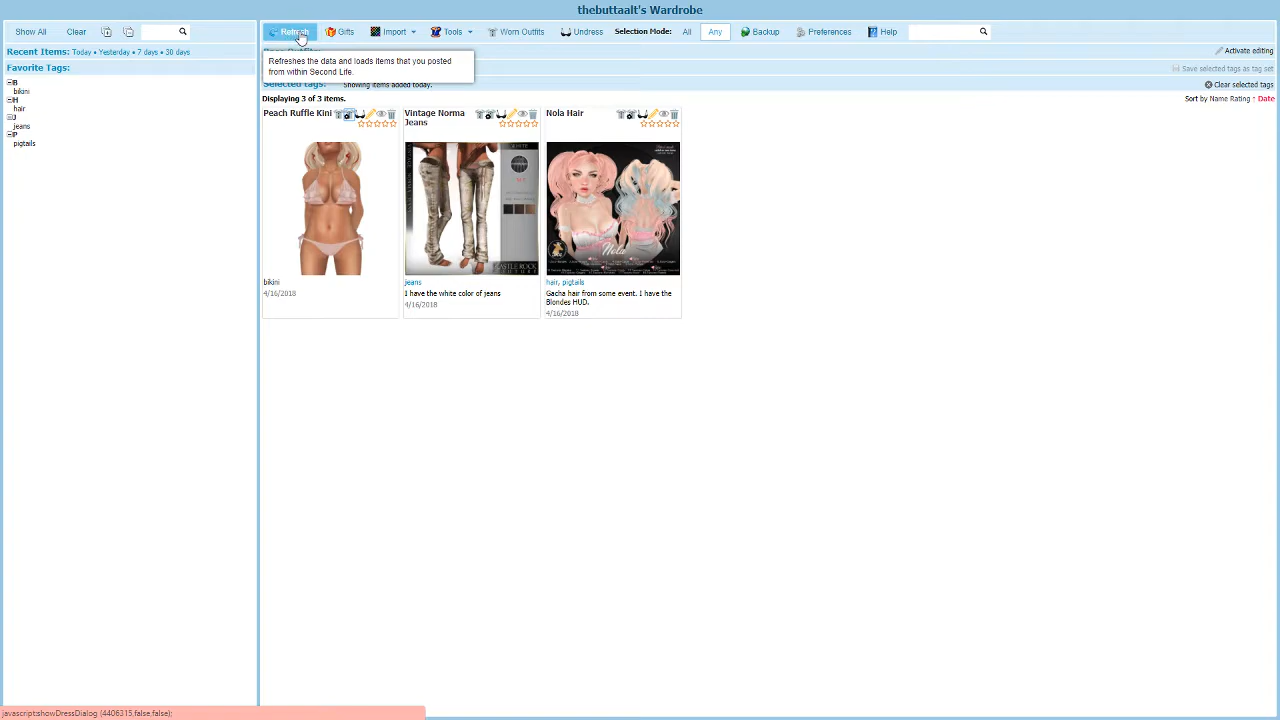 thebuttaalt's Wardrobe
Show All Clear
Refresh Gifts Import Tools Worn Outfits Undress Selection Mode: All Any Backup Preferences Help
Recent Items: Today • Yesterday • 7 days • 30 days
Activate editing
Favorite Tags:
Refreshes the data and loads items that you posted
from within Second Life.
Save selected tags as tag set
Selected tags: Showing items added today.
Clear selected tags
Displaying 3 of 3 items.
Sort by Name Rating ↑ Date
B
bikini
H
hair
J
jeans
P
pigtails
Peach Ruffle Kini
bikini
4/16/2018
Vintage Norma
Jeans
jeans
I have the white color of jeans
4/16/2018
Nola Hair
Nola
hair, pigtails
Gacha hair from some event. I have the
Blondes HUD.
4/16/2018
javascript:showDressDialog (4406315,false,false);